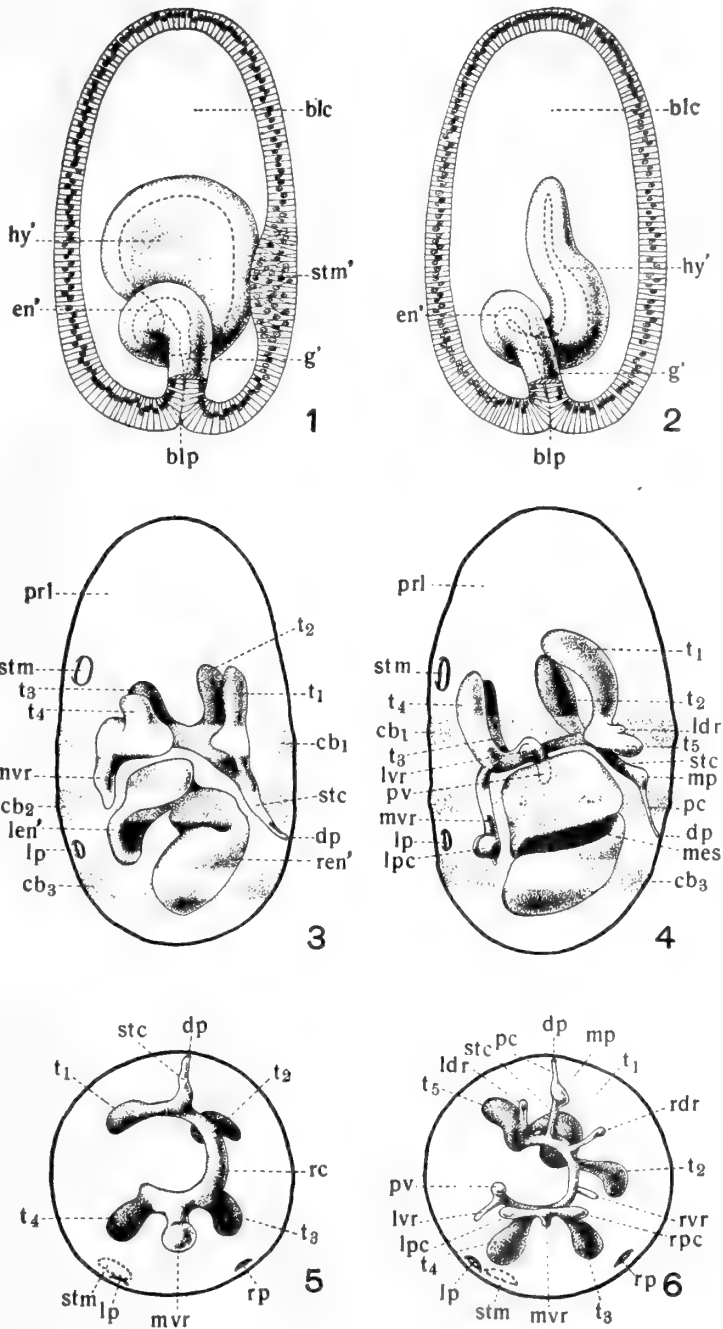 blc
hy'
stm'
en'
g'
1
blp
blc
hy'
en'
g'
2
blp
prl
t2
stm
t3
t1
t4
cb1
mvr
stc
cb2
len'
dp
lp
ren'
cb3
3
prl
t1
stm
t4
t2
cb1
ldr
t3
t5
lvr
stc
pv
mp
mvr
pc
lp
dp
lpc
mes
cb3
4
stc
dp
t1
t2
rc
t4
t3
stm
lp
mvr
rp
5
dp
stc
pc
mp
ldr
t1
t5
rdr
t2
pv
lvr
rvr
lpc
rpc
t4
lp
rp
stm
mvr
t3
6